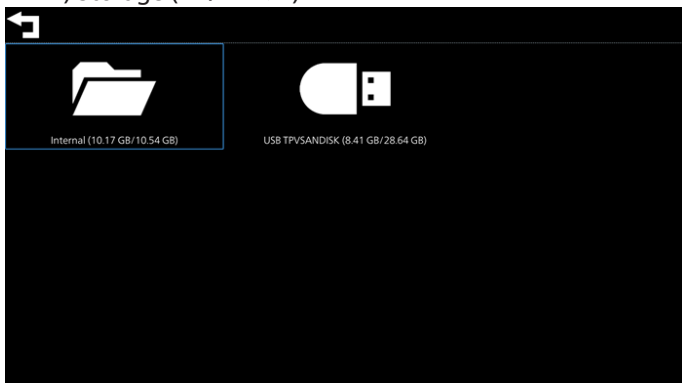 Internal (10.17 GB/10.54 GB)
USB TPVSANDISK (8.41 GB/28.64 GB)